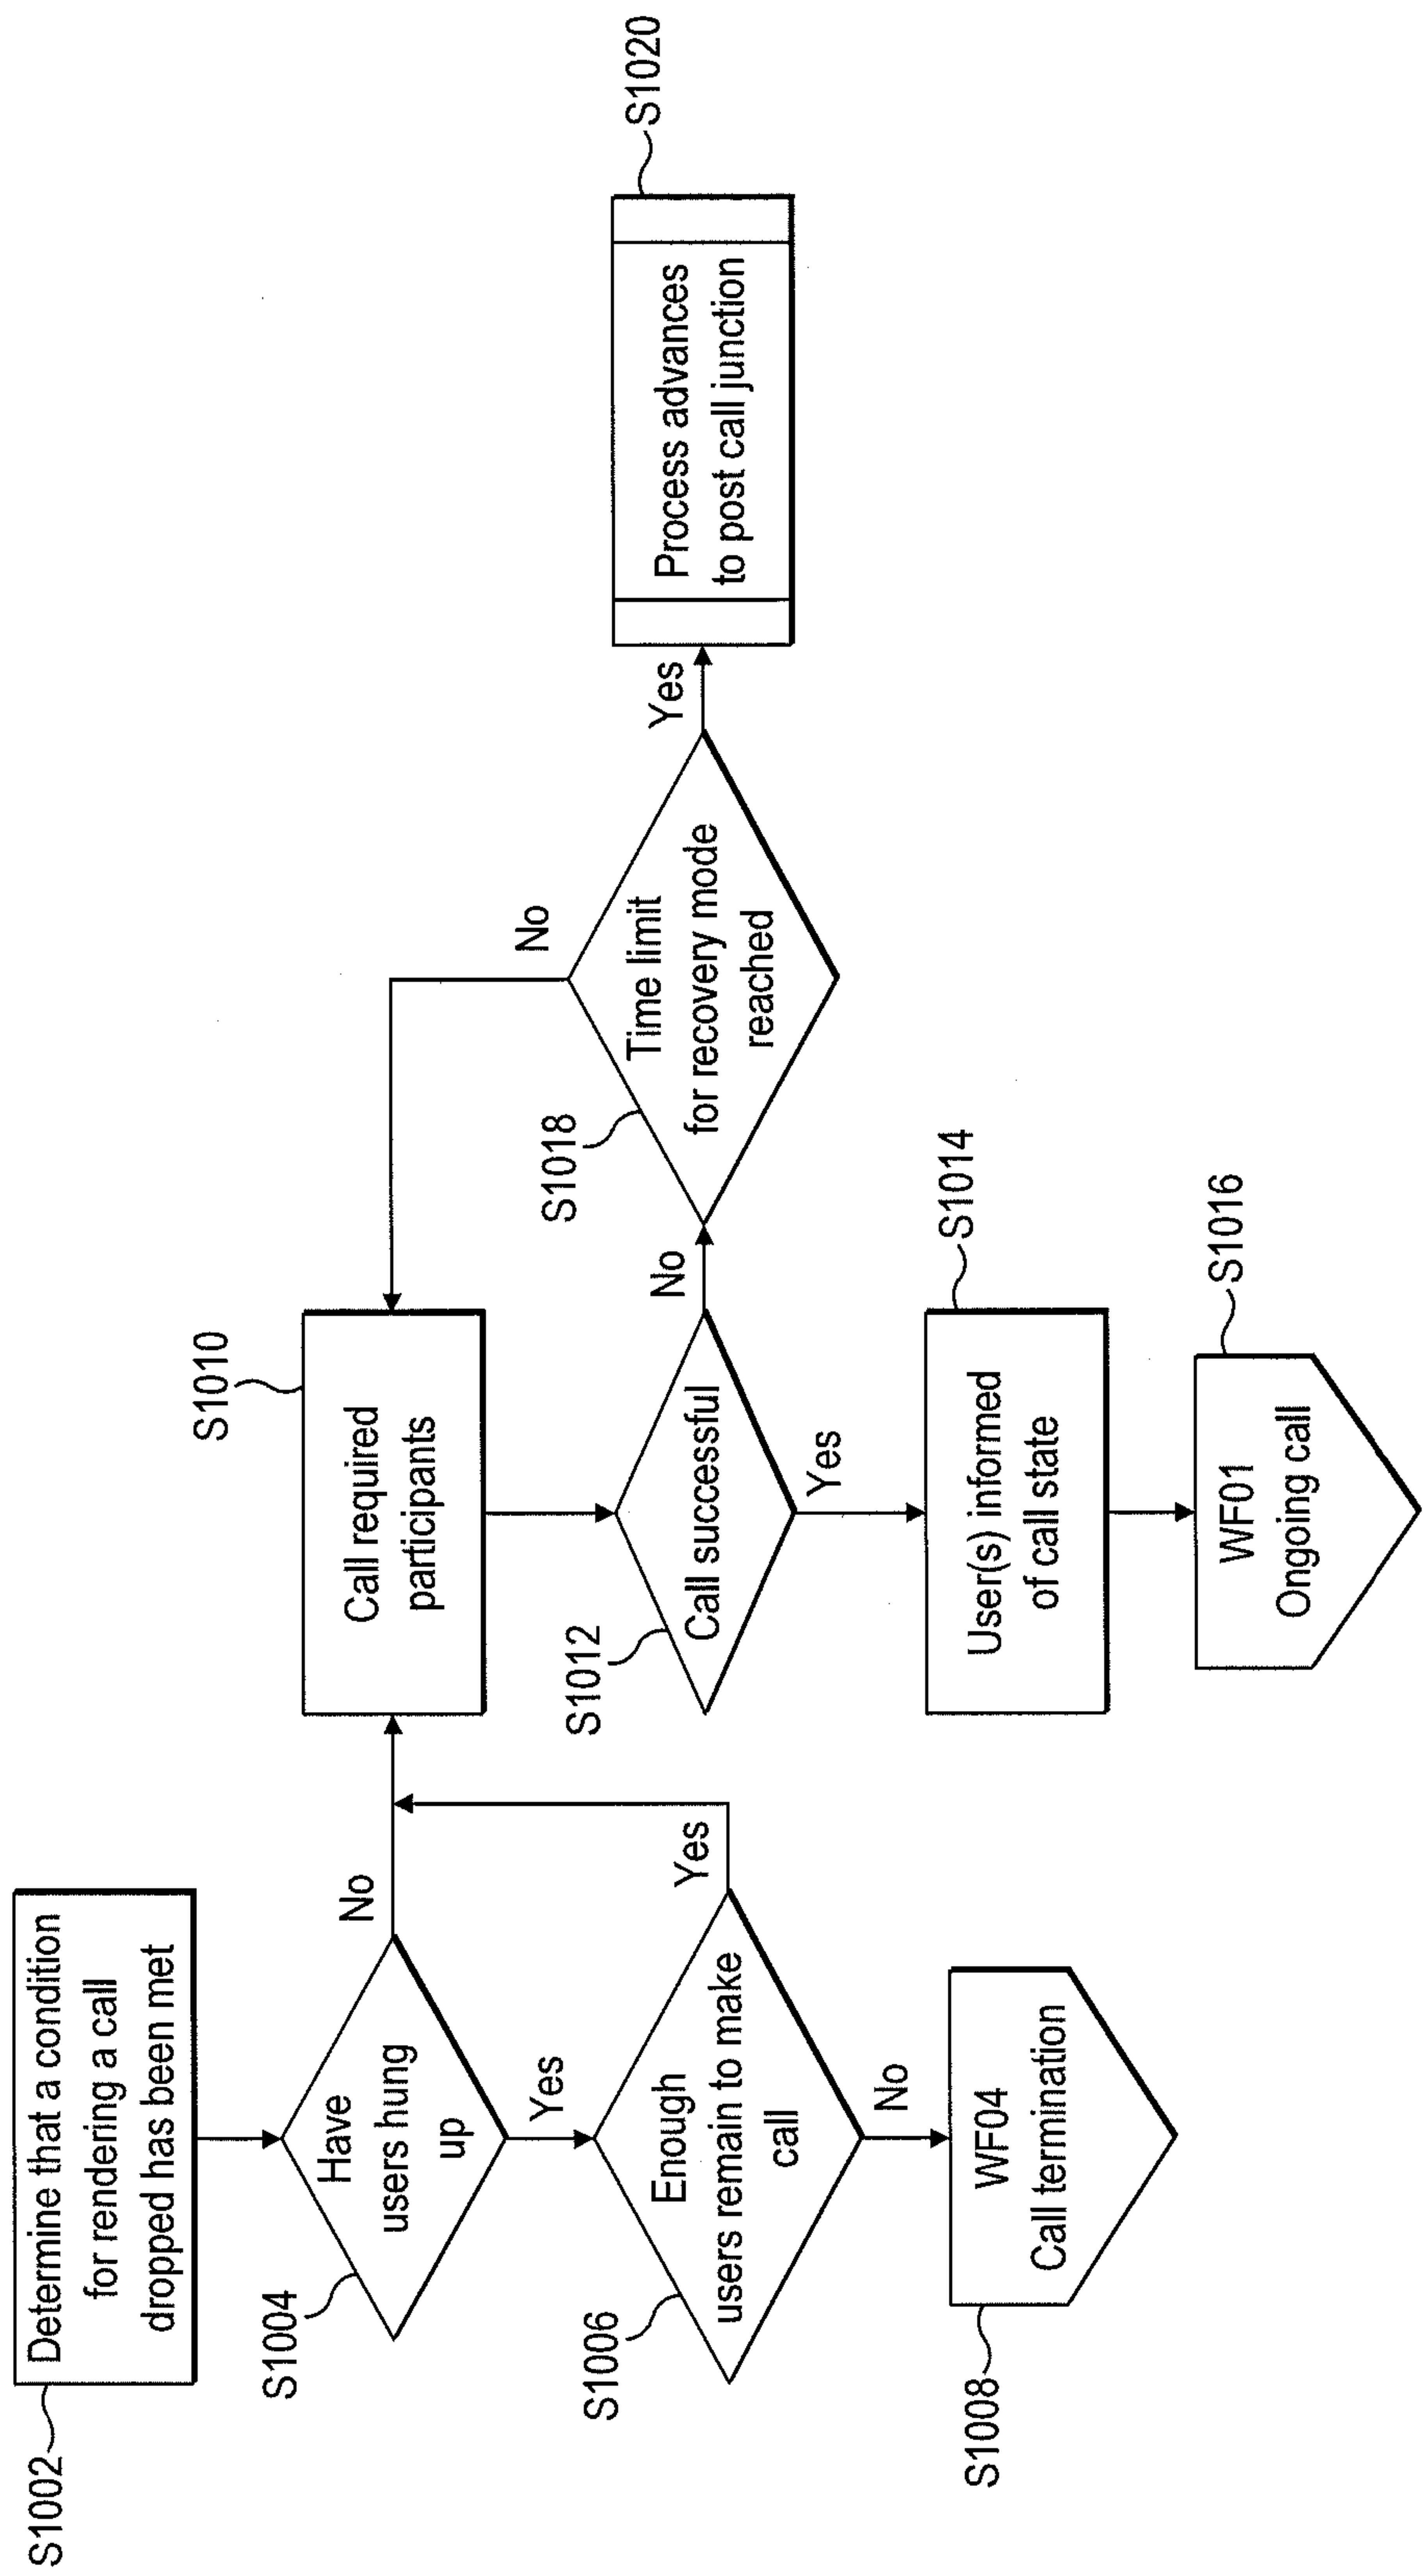 S1002
Determine that a condition
for rendering a call
dropped has been met
S1004
Have
users hung
up
No
Yes
S1006
Enough
users remain to make
call
Yes
No
S1008
WF04
Call termination
S1010
Call required
participants
S1012
Call successful
No
Yes
S1014
User(s) informed
of call state
S1016
WF01
Ongoing call
S1018
Time limit
for recovery mode
reached
No
Yes
S1020
Process advances
to post call junction